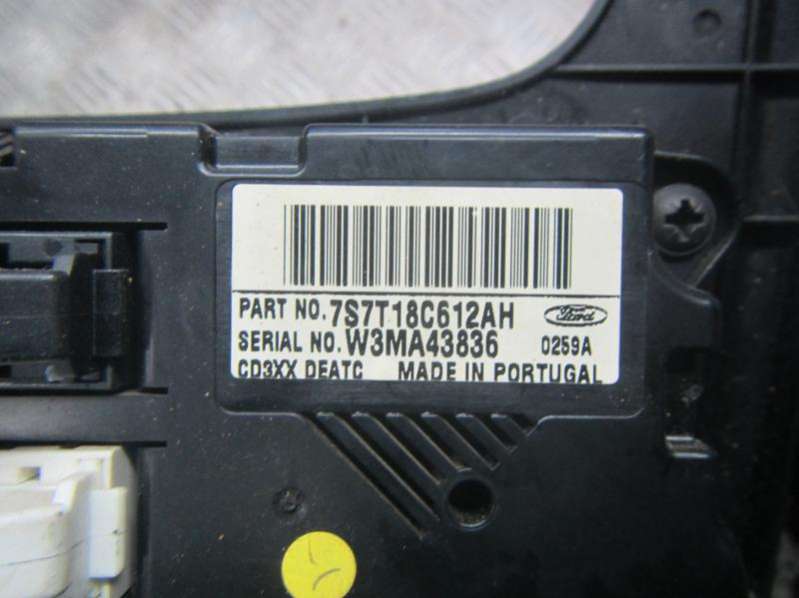 PART NO. 7S7T18C612AH
Ford
SERIAL NO. W3MA43836 0259A
CD3XX DEATC MADE IN PORTUGAL